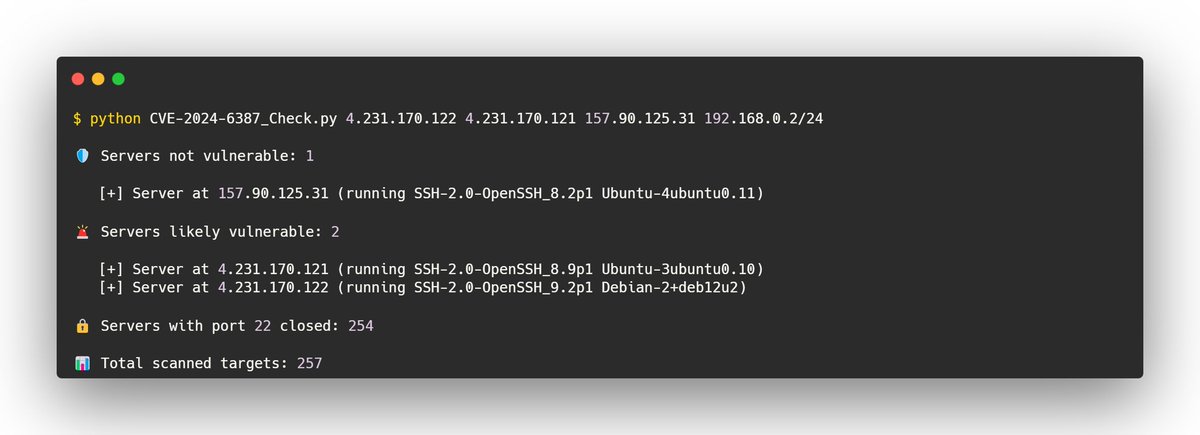 $ python CVE-2024-6387_Check.py 4.231.170.122 4.231.170.121 157.90.125.31 192.168.0.2/24
🛡️ Servers not vulnerable: 1
[+] Server at 157.90.125.31 (running SSH-2.0-OpenSSH_8.2p1 Ubuntu-4ubuntu0.11)
🚨 Servers likely vulnerable: 2
[+] Server at 4.231.170.121 (running SSH-2.0-OpenSSH_8.9p1 Ubuntu-3ubuntu0.10)
[+] Server at 4.231.170.122 (running SSH-2.0-OpenSSH_9.2p1 Debian-2+deb12u2)
🔒 Servers with port 22 closed: 254
📊 Total scanned targets: 257